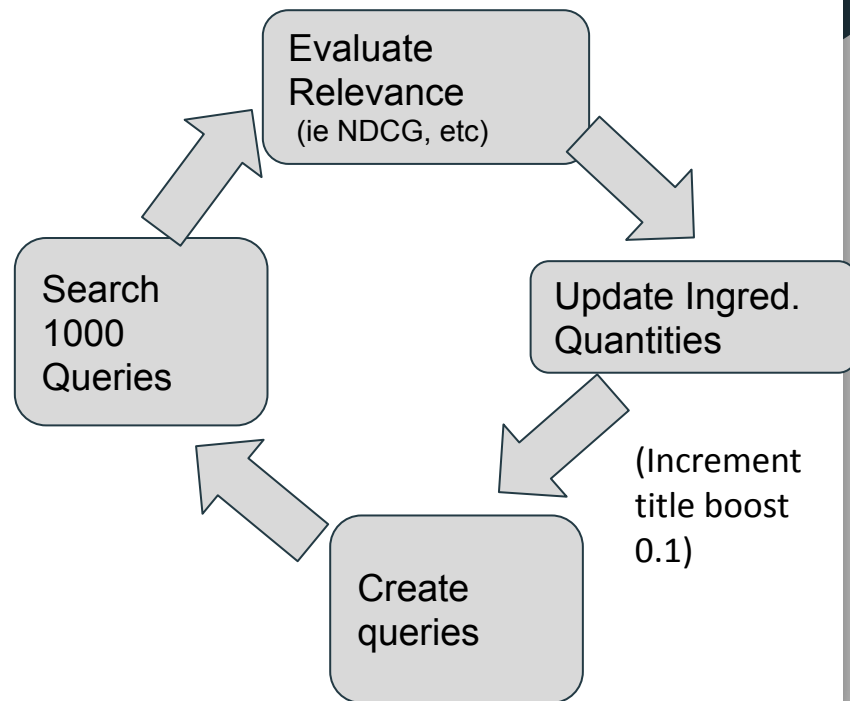 Evaluate
Relevance
(ie NDCG, etc)
Search
1000
Queries
Update Ingred.
Quantities
(Increment
title boost
0.1)
Create
queries